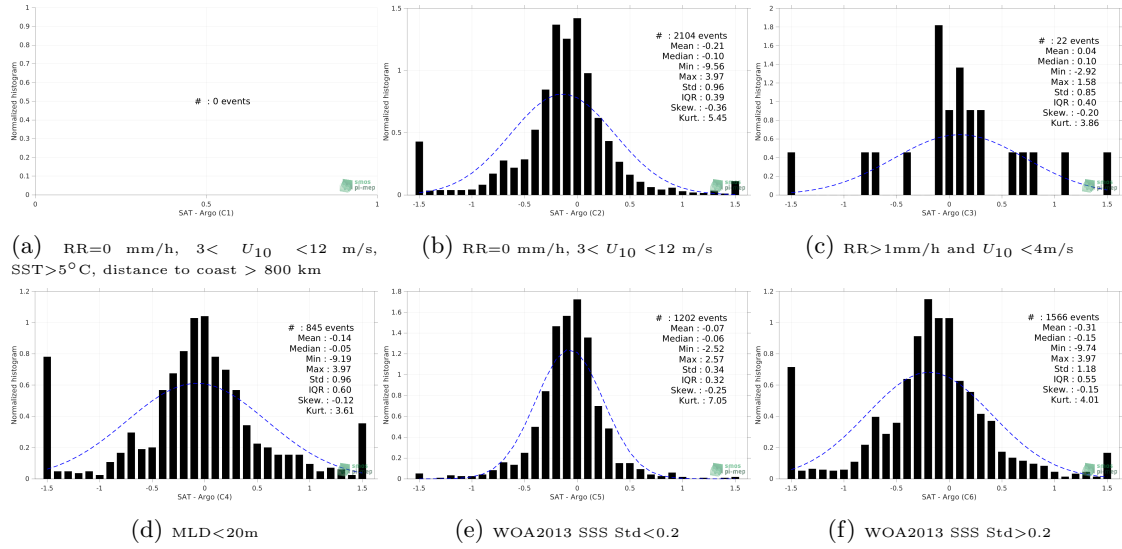 1
0.9
0.8
0.7
0.6
0.5
0.4
0.3
0.2
0.1
0
Normalized histogram
# : 0 events
smos
pi-mep
0 0.5 1
SAT - Argo (C1)
1.5
1
0.5
0
Normalized histogram
# : 2104 events
Mean : -0.21
Median : -0.10
Min : -9.56
Max : 3.97
Std : 0.96
IQR : 0.39
Skew. : -0.36
Kurt. : 5.45
smos
pi-mep
-1.5 -1 -0.5 0 0.5 1 1.5
SAT - Argo (C2)
2
1.8
1.6
1.4
1.2
1
0.8
0.6
0.4
0.2
0
Normalized histogram
# : 22 events
Mean : 0.04
Median : 0.10
Min : -2.92
Max : 1.58
Std : 0.85
IQR : 0.40
Skew. : -0.20
Kurt. : 3.86
smos
pi-mep
-1.5 -1 -0.5 0 0.5 1 1.5
SAT - Argo (C3)
(a) RR=0 mm/h, 3< U10 <12 m/s,
SST>5°C, distance to coast > 800 km
(b) RR=0 mm/h, 3< U10 <12 m/s
(c) RR>1mm/h and U10 <4m/s
1.2
1
0.8
0.6
0.4
0.2
0
Normalized histogram
# : 845 events
Mean : -0.14
Median : -0.05
Min : -9.19
Max : 3.97
Std : 0.96
IQR : 0.60
Skew. : -0.12
Kurt. : 3.61
smos
pi-mep
-1.5 -1 -0.5 0 0.5 1 1.5
SAT - Argo (C4)
1.8
1.6
1.4
1.2
1
0.8
0.6
0.4
0.2
0
Normalized histogram
# : 1202 events
Mean : -0.07
Median : -0.06
Min : -2.52
Max : 2.57
Std : 0.34
IQR : 0.32
Skew. : -0.25
Kurt. : 7.05
smos
pi-mep
-1.5 -1 -0.5 0 0.5 1 1.5
SAT - Argo (C5)
1.2
1
0.8
0.6
0.4
0.2
0
Normalized histogram
# : 1566 events
Mean : -0.31
Median : -0.15
Min : -9.74
Max : 3.97
Std : 1.18
IQR : 0.55
Skew. : -0.15
Kurt. : 4.01
smos
pi-mep
-1.5 -1 -0.5 0 0.5 1 1.5
SAT - Argo (C6)
(d) MLD<20m
(e) WOA2013 SSS Std<0.2
(f) WOA2013 SSS Std>0.2